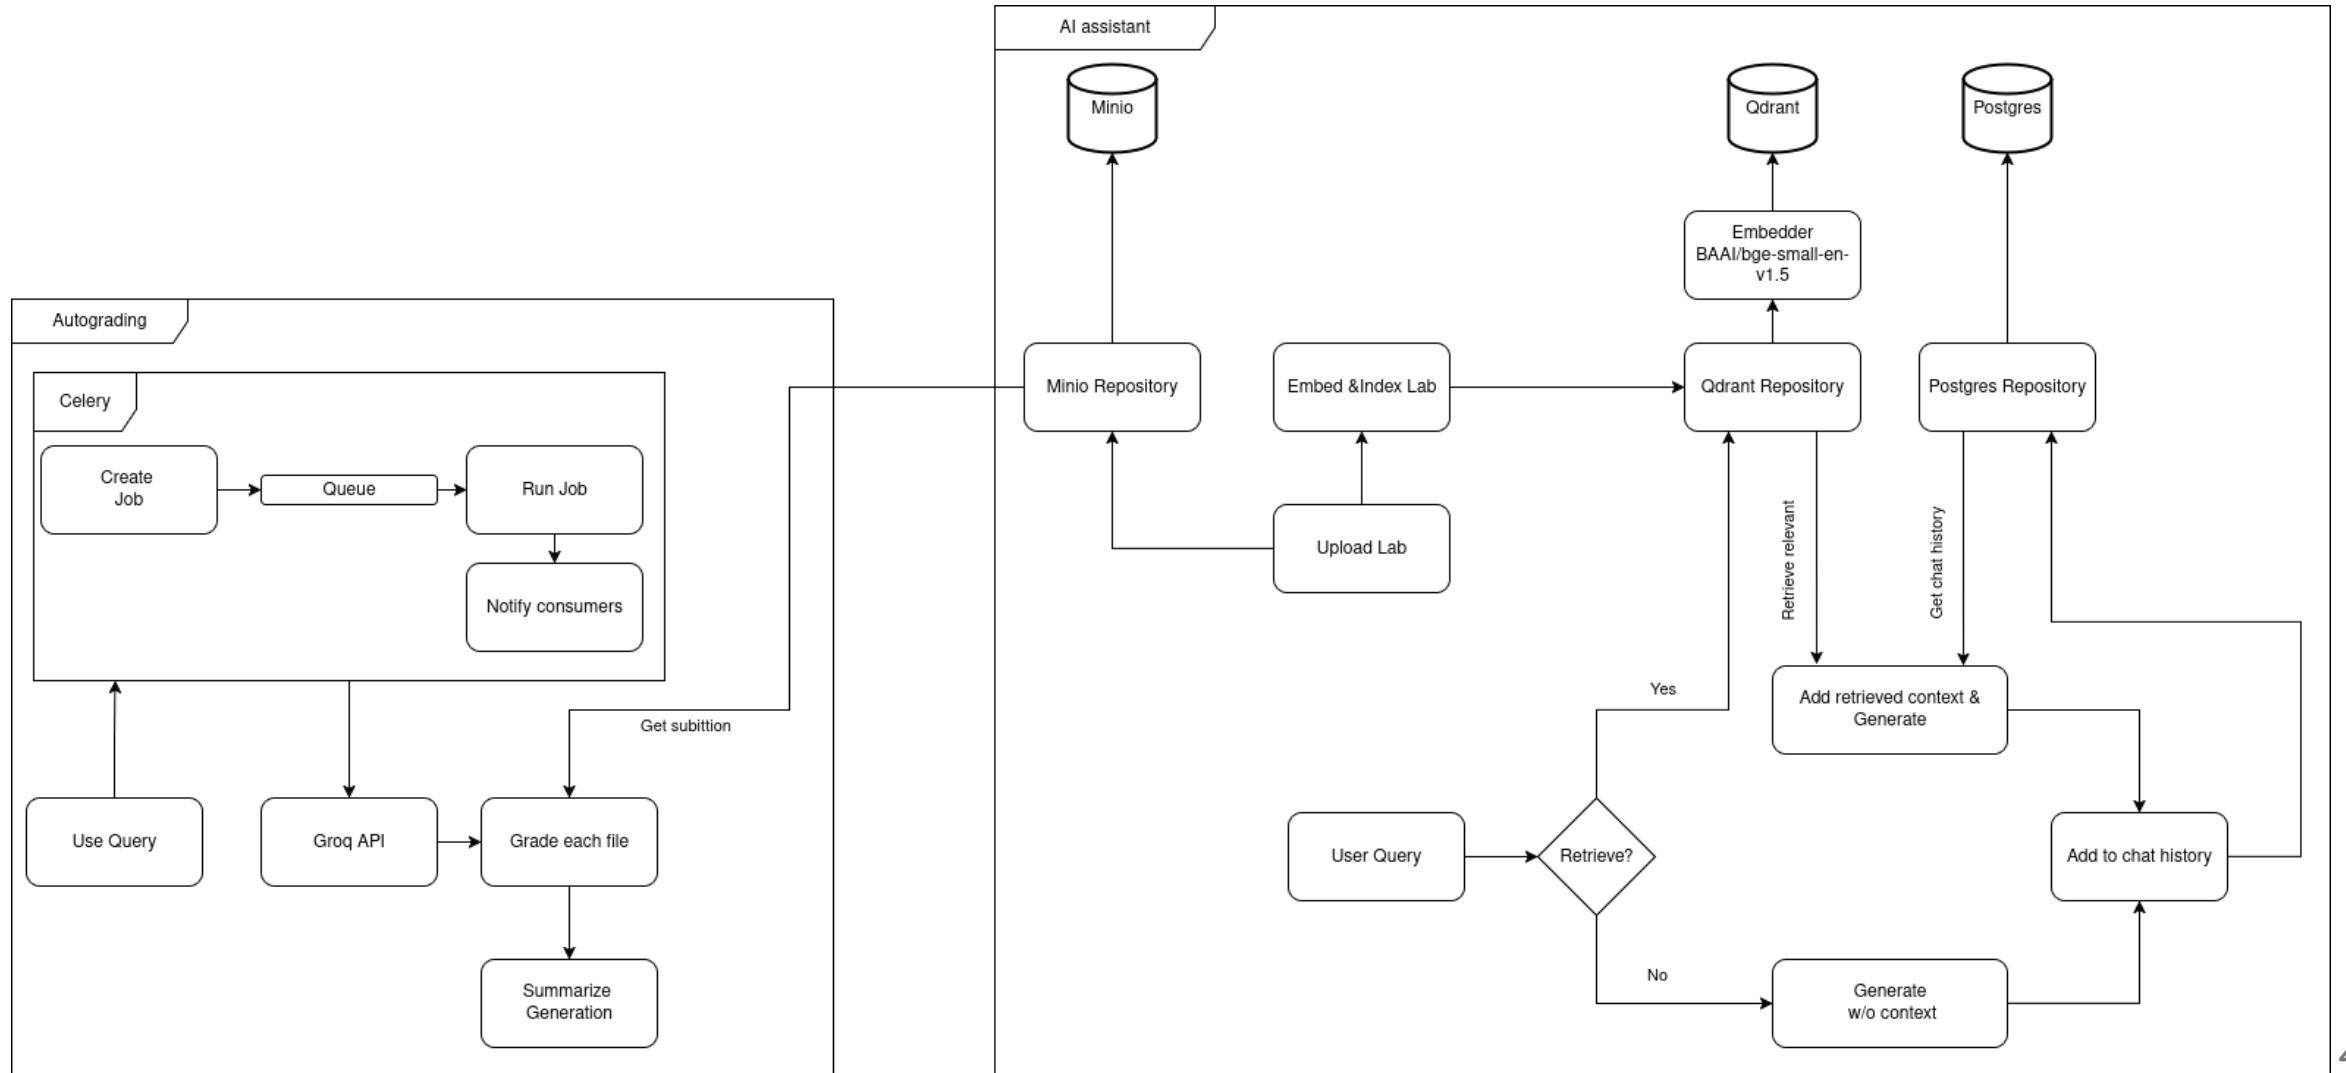 AI assistant
Minio
Qdrant
Postgres
Embedder
BAAI/bge-small-en-
v1.5
Autograding
Minio Repository
Embed &Index Lab
Qdrant Repository
Postgres Repository
Celery
Create
Job
Queue
Run Job
Notify consumers
Upload Lab
Retrieve relevant
Get chat history
Get subittion
Yes
Add retrieved context &
Generate
Use Query
Groq API
Grade each file
User Query
Retrieve?
Add to chat history
No
Summarize
Generation
Generate
w/o context